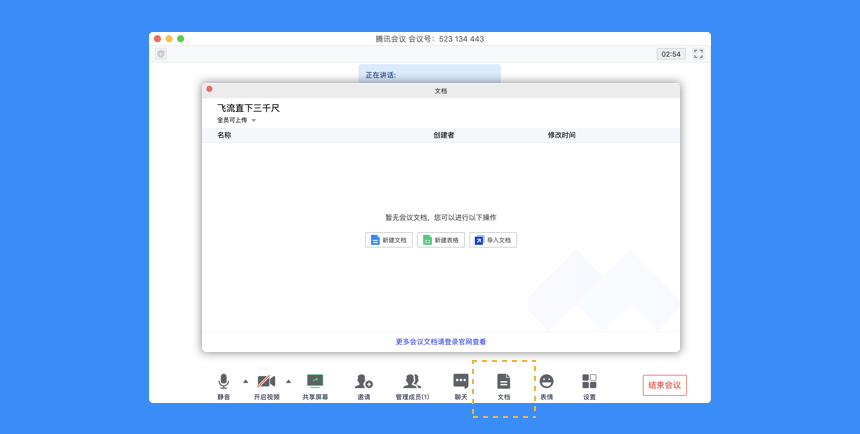 腾讯会议 会议号：523 134 443
02:54
正在讲话:
文档
飞流直下三千尺
全员可上传
名称 创建者 修改时间
暂无会议文档，您可以进行以下操作
新建文档 新建表格 导入文档
更多会议文档请登录官网查看
静音 开启视频 共享屏幕 邀请 管理成员(1) 聊天 文档 表情 设置
结束会议